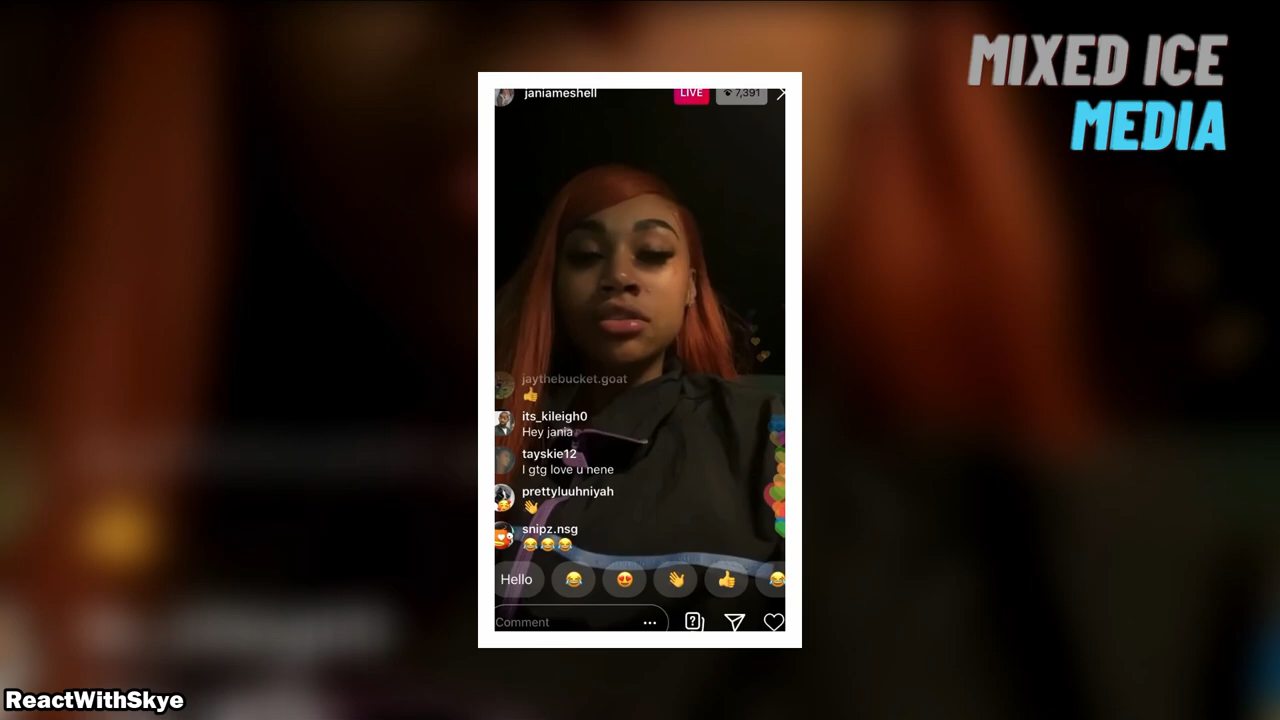 MIXED ICE
MEDIA
janiameshell
LIVE
7,391
jaythebucket.goat
👍
its_kileigh0
Hey jania
tayskie12
I gtg love u nene
prettyluuhniyah
👋
snipz.nsg
😂😂😂
Hello 😂 😍 👋 👍 😂
Comment
ReactWithSkye